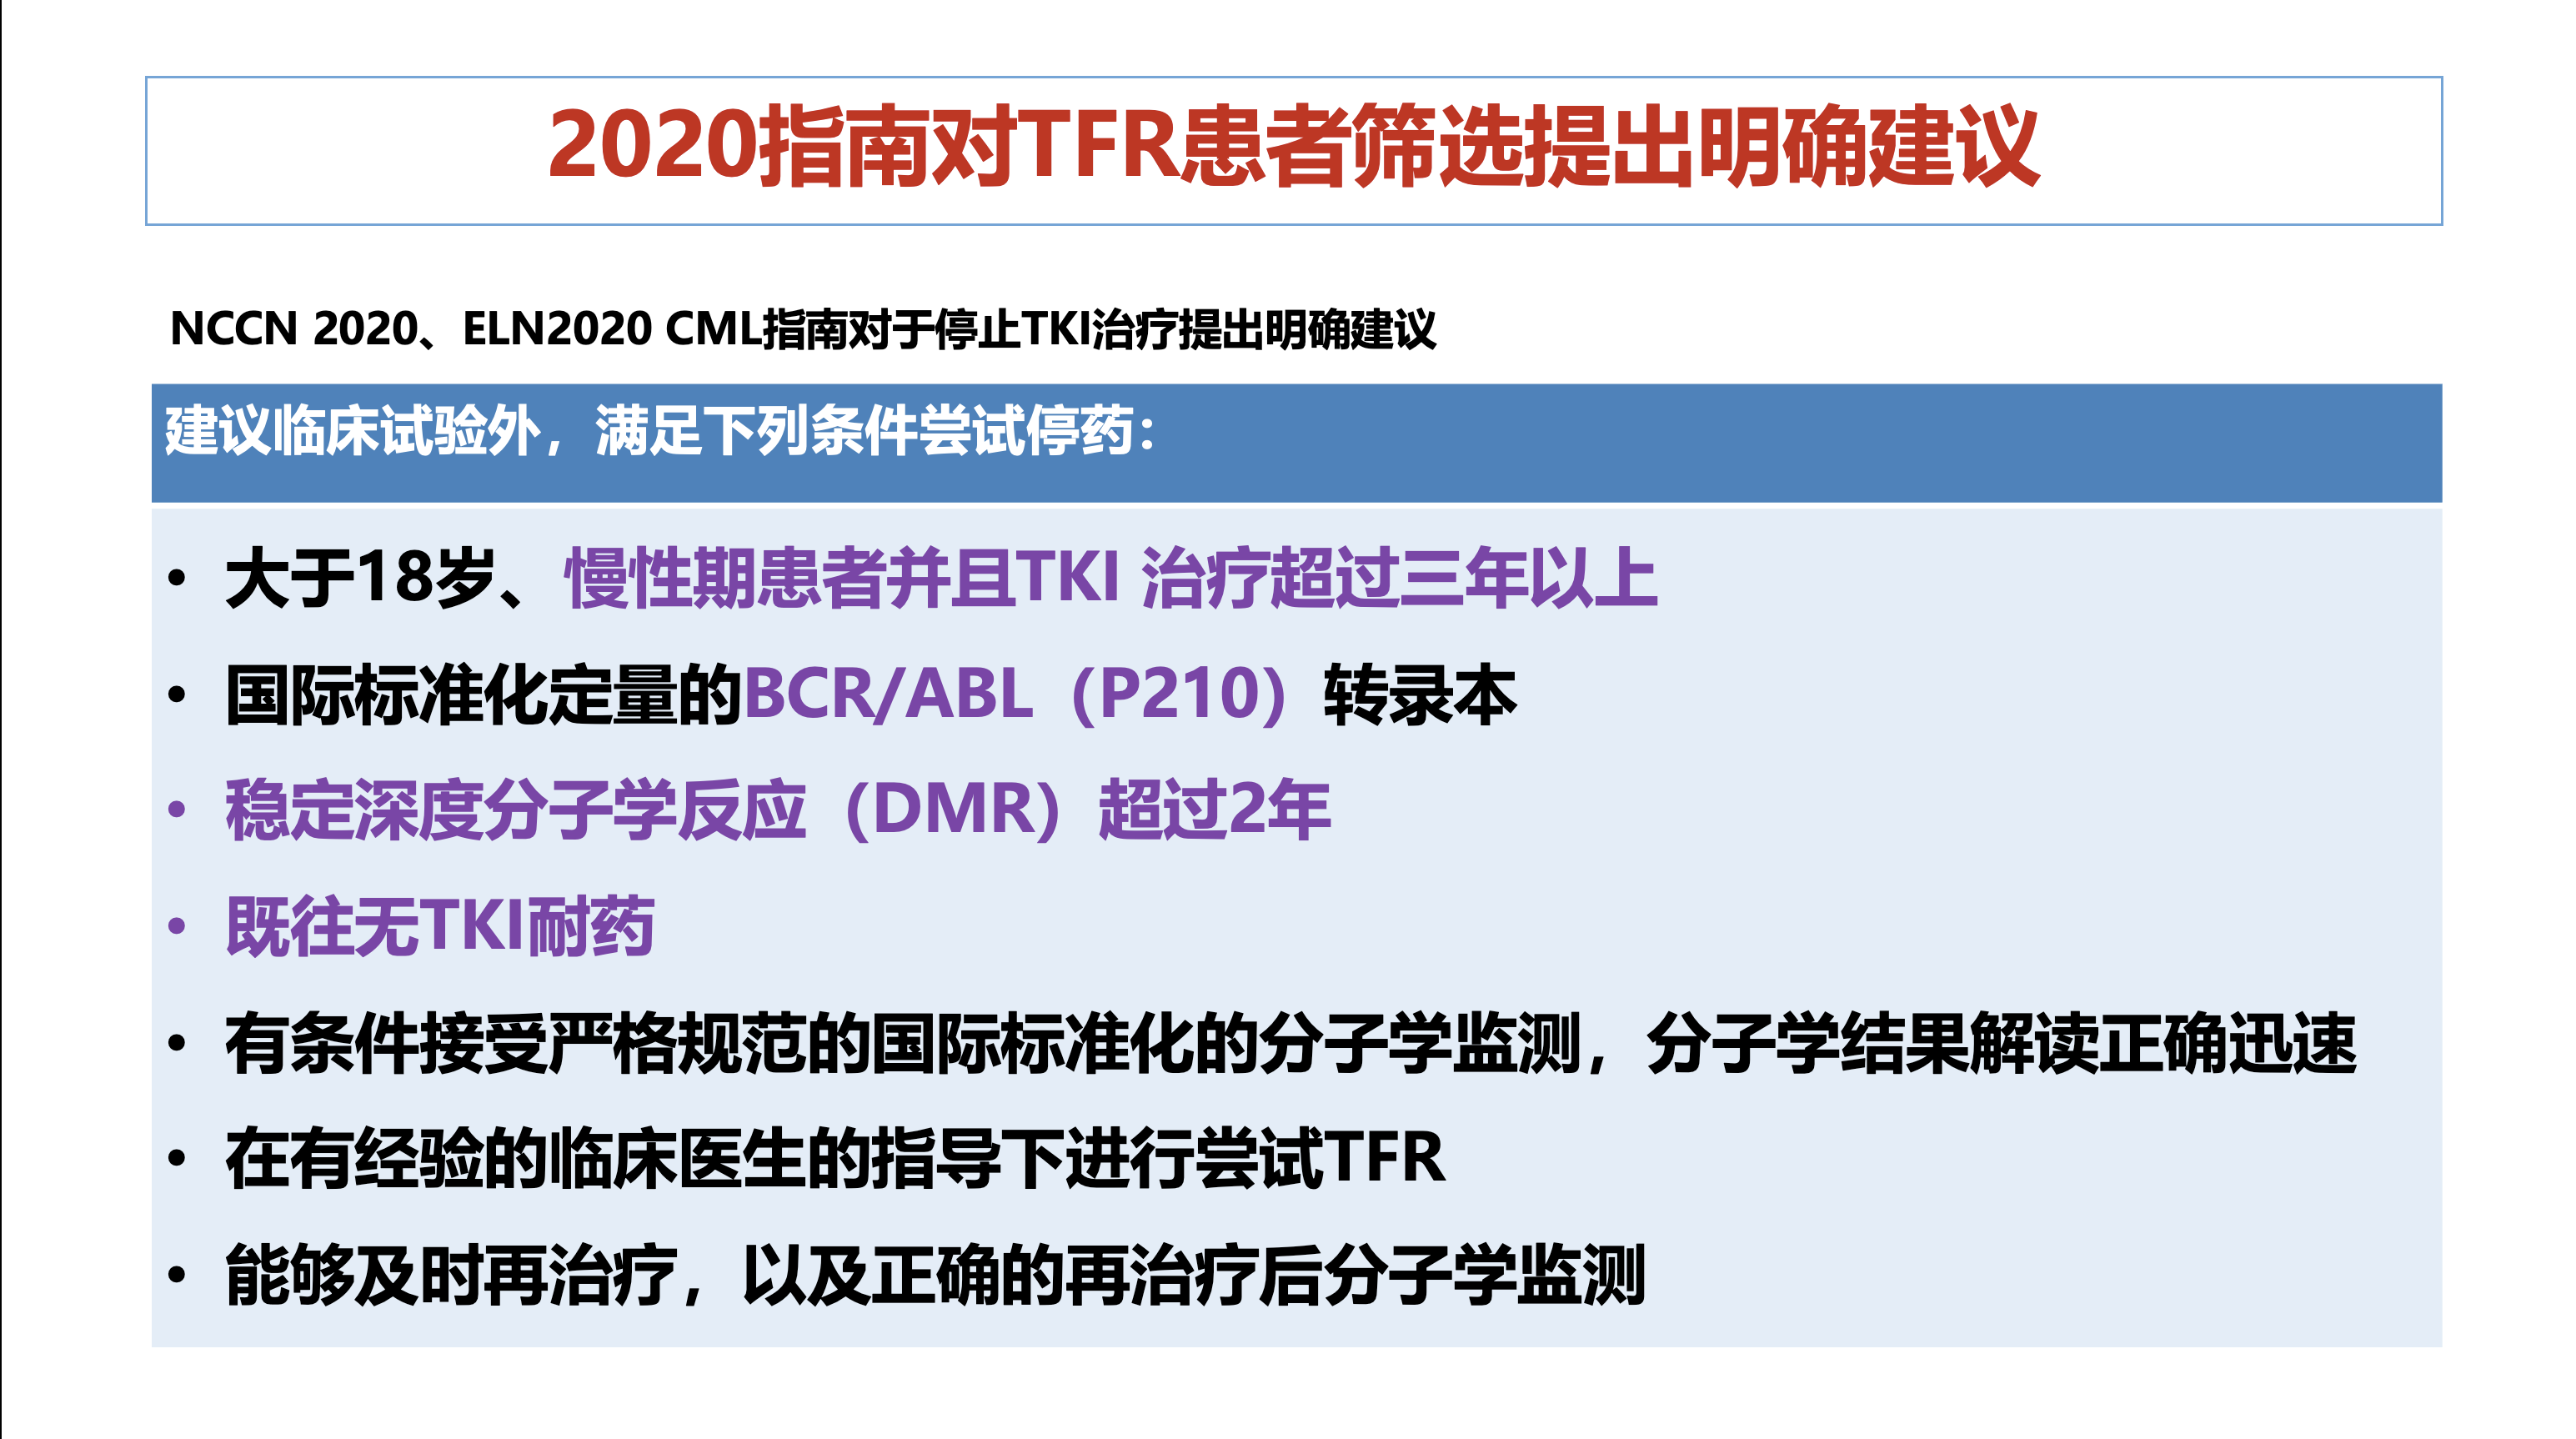 2020指南对TFR患者筛选提出明确建议
NCCN 2020、ELN2020 CML指南对于停止TKI治疗提出明确建议
建议临床试验外，满足下列条件尝试停药：
• 大于18岁、慢性期患者并且TKI 治疗超过三年以上
• 国际标准化定量的BCR/ABL（P210）转录本
• 稳定深度分子学反应（DMR）超过2年
• 既往无TKI耐药
• 有条件接受严格规范的国际标准化的分子学监测，分子学结果解读正确迅速
• 在有经验的临床医生的指导下进行尝试TFR
• 能够及时再治疗，以及正确的再治疗后分子学监测